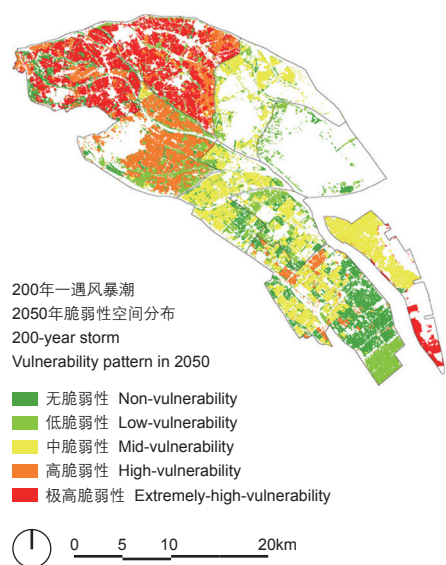 200年一遇风暴潮
2050年脆弱性空间分布
200-year storm
Vulnerability pattern in 2050
无脆弱性 Non-vulnerability
低脆弱性 Low-vulnerability
中脆弱性 Mid-vulnerability
高脆弱性 High-vulnerability
极高脆弱性 Extremely-high-vulnerability
0 5 10 20km